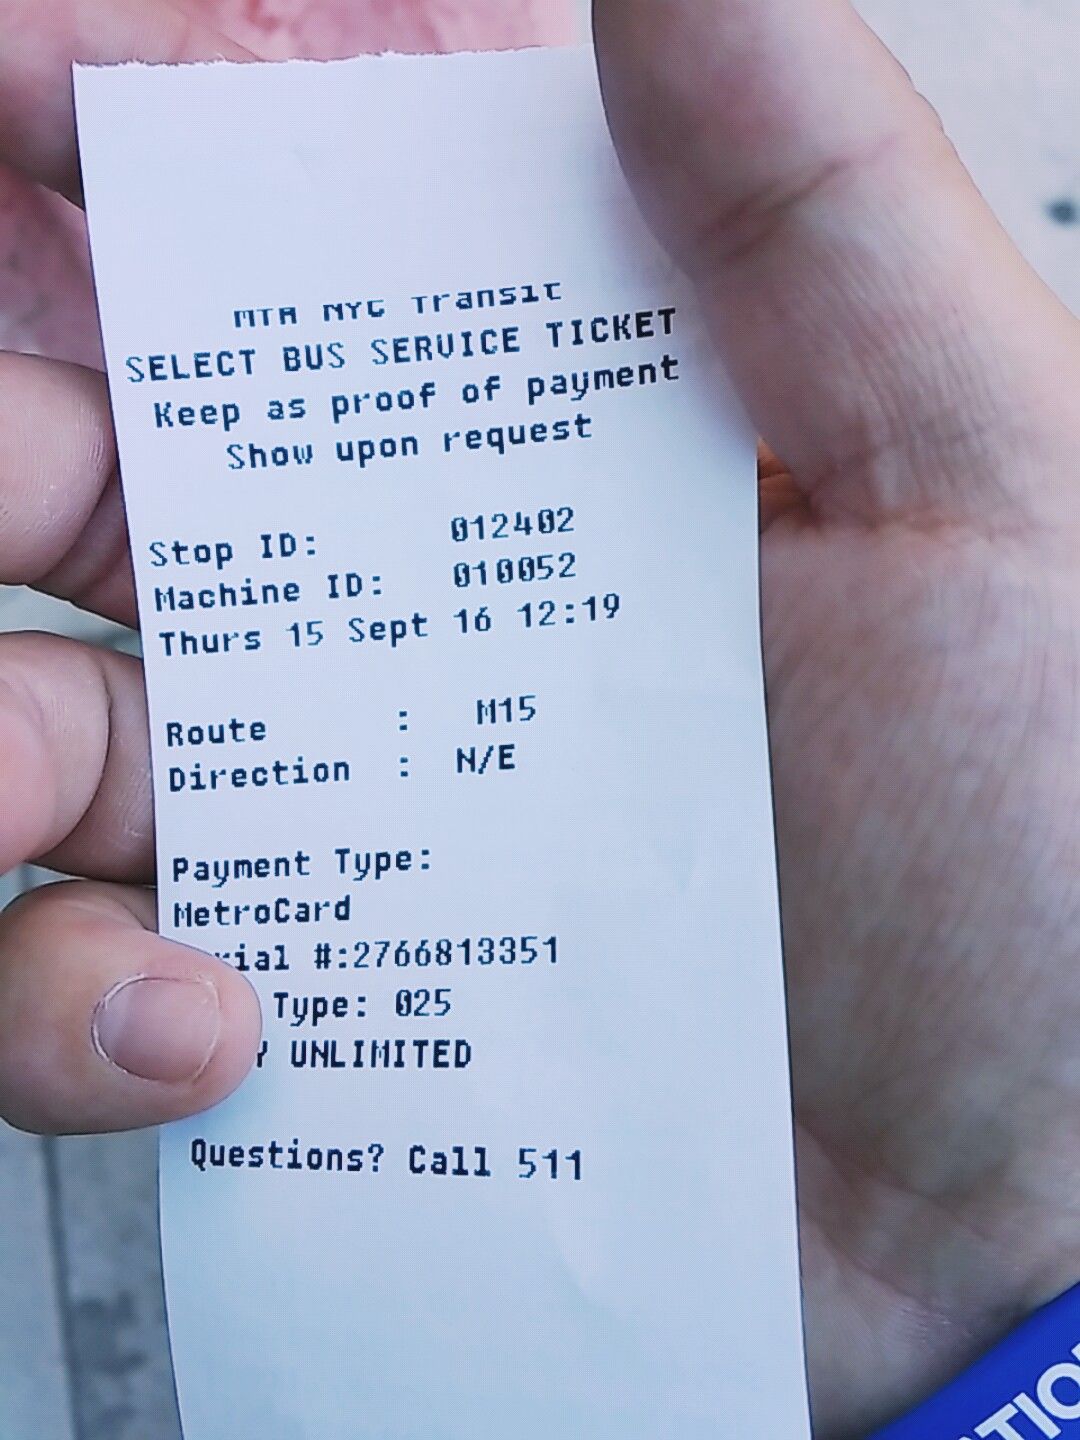 MTA NYC Transit
SELECT BUS SERVICE TICKET
Keep as proof of payment
Show upon request
Stop ID: 012402
Machine ID: 010052
Thurs 15 Sept 16 12:19
Route : M15
Direction : N/E
Payment Type:
MetroCard
rial #:2766813351
Type: 025
Y UNLIMITED
Questions? Call 511
ATIO